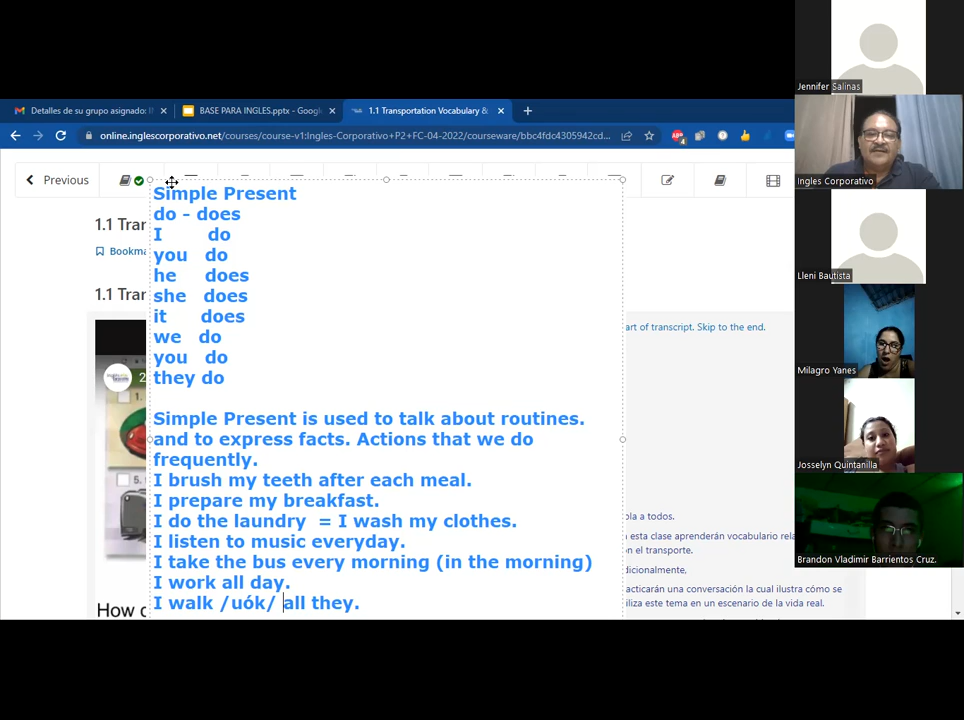 Detalles de su grupo asignado: I
BASE PARA INGLES.pptx - Google
1.1 Transportation Vocabulary &
online.inglescorporativo.net/courses/course-v1:Ingles-Corporativo+P2+FC-04-2022/courseware/bbc4fdc4305942cd...
4
Previous
1.1 Tran
Bookma
1.1 Tran
Simple Present
do - does
I do
you do
he does
she does
it does
we do
you do
they do
Simple Present is used to talk about routines.
and to express facts. Actions that we do
frequently.
I brush my teeth after each meal.
I prepare my breakfast.
I do the laundry = I wash my clothes.
I listen to music everyday.
I take the bus every morning (in the morning)
I work all day.
I walk /uók/ all they.
1.
2
5.
How d
art of transcript. Skip to the end.
ola a todos.
esta clase aprenderán vocabulario rela
n el transporte.
dicionalmente,
acticarán una conversación la cual ilustra cómo se
iliza este tema en un escenario de la vida real.
Jennifer Salinas
Ingles Corporativo
Lleni Bautista
Milagro Yanes
Josselyn Quintanilla
Brandon Vladimir Barrientos Cruz.